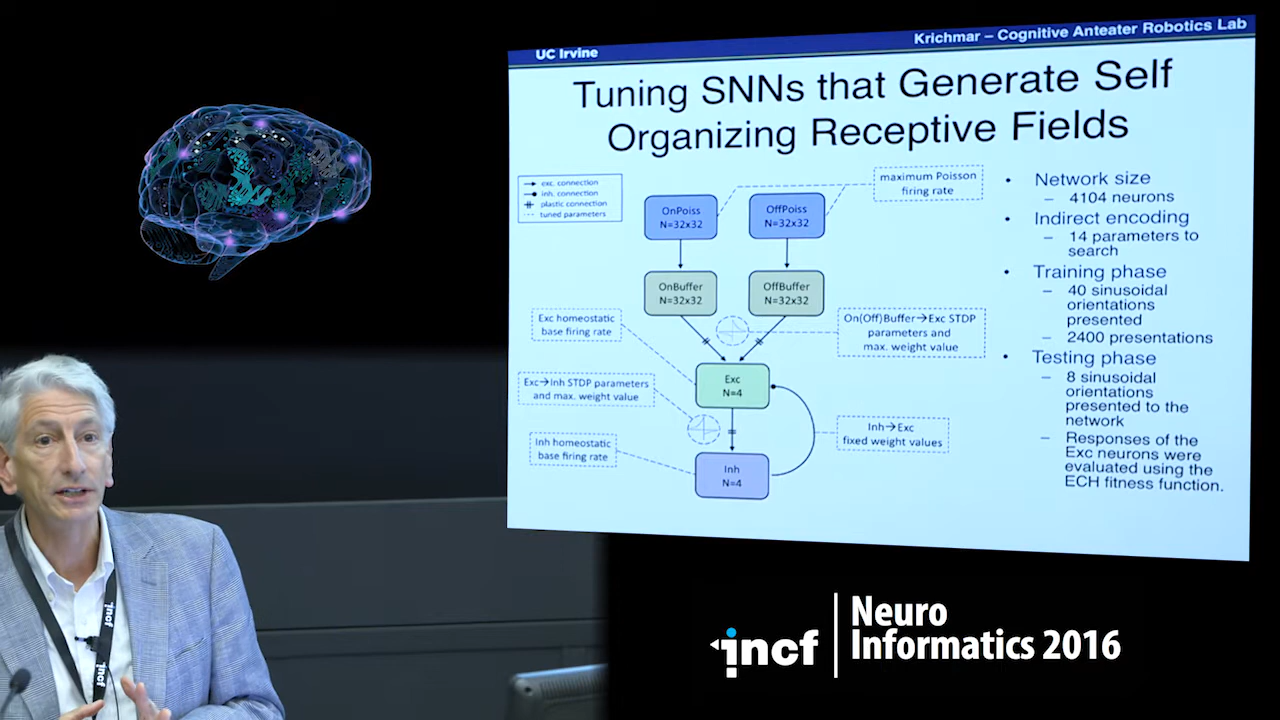 UC Irvine
Krichmar – Cognitive Anteater Robotics Lab
Tuning SNNs that Generate Self
Organizing Receptive Fields
exc. connection
inh. connection
plastic connection
tuned parameters
OnPoiss
N=32x32
OffPoiss
N=32x32
maximum Poisson
firing rate
OnBuffer
N=32x32
OffBuffer
N=32x32
Exc homeostatic
base firing rate
On(Off)Buffer→Exc STDP
parameters and
max. weight value
Exc→Inh STDP parameters
and max. weight value
Exc
N=4
Inh→Exc
fixed weight values
Inh homeostatic
base firing rate
Inh
N=4
• Network size
– 4104 neurons
• Indirect encoding
– 14 parameters to
search
• Training phase
– 40 sinusoidal
orientations
presented
– 2400 presentations
• Testing phase
– 8 sinusoidal
orientations
presented to the
network
– Responses of the
Exc neurons were
evaluated using the
ECH fitness function.
incf
incf
incf
Neuro
Informatics 2016